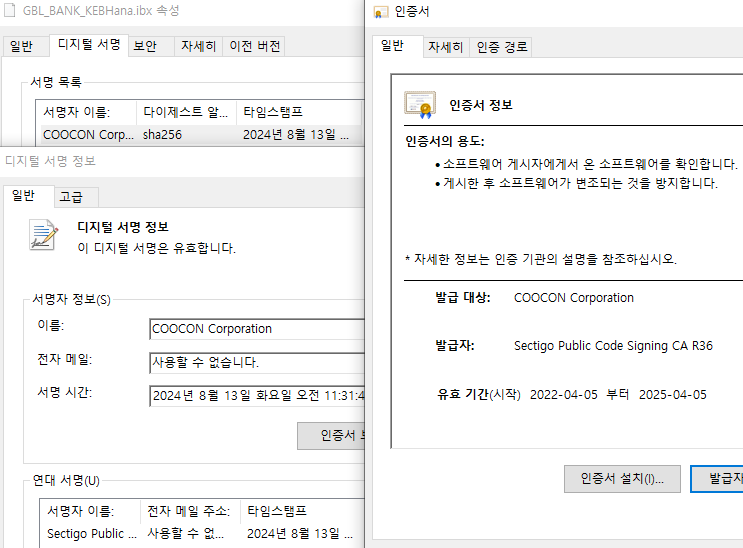 GBL_BANK_KEBHana.ibx 속성
일반 디지털 서명 보안 자세히 이전 버전
서명 목록
서명자 이름: 다이제스트 알... 타임스탬프
COOCON Corp... sha256 2024년 8월 13일 ...
디지털 서명 정보
일반 고급
디지털 서명 정보
이 디지털 서명은 유효합니다.
서명자 정보(S)
이름: COOCON Corporation
전자 메일: 사용할 수 없습니다.
서명 시간: 2024년 8월 13일 화요일 오전 11:31:4
인증서 보
연대 서명(U)
서명자 이름: 전자 메일 주소: 타임스탬프
Sectigo Public ... 사용할 수 없... 2024년 8월 13일 ...
인증서
일반 자세히 인증 경로
인증서 정보
인증서의 용도:
• 소프트웨어 게시자에게서 온 소프트웨어를 확인합니다.
• 게시한 후 소프트웨어가 변조되는 것을 방지합니다.
* 자세한 정보는 인증 기관의 설명을 참조하십시오.
발급 대상: COOCON Corporation
발급자: Sectigo Public Code Signing CA R36
유효 기간(시작) 2022-04-05 부터 2025-04-05
인증서 설치(I)... 발급자